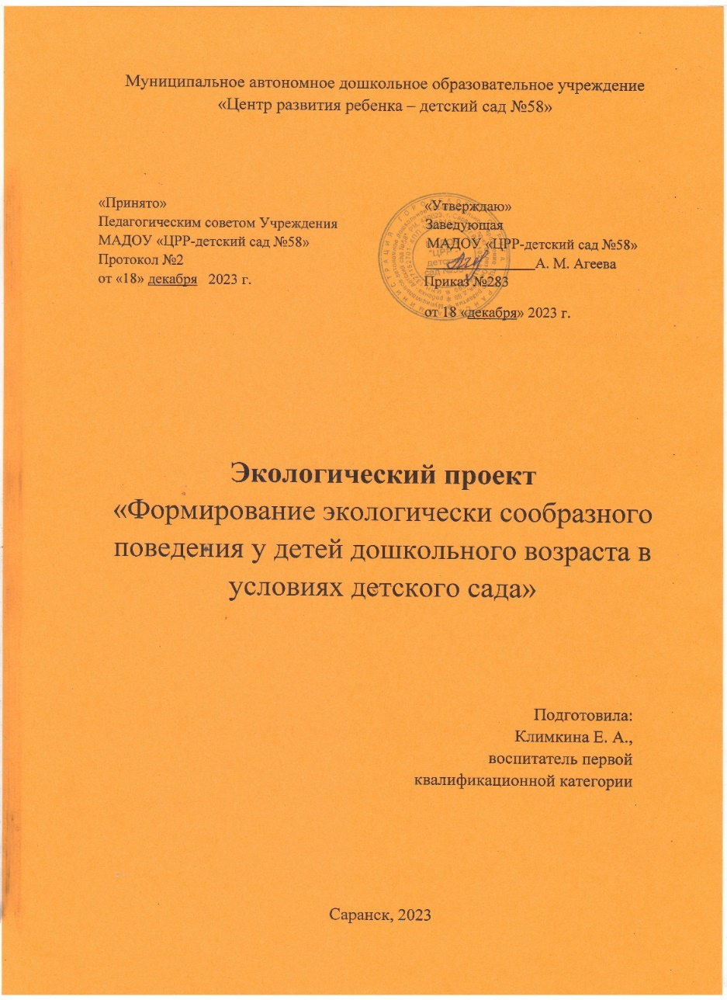 Муниципальное автономное дошкольное образовательное учреждение
«Центр развития ребенка – детский сад №58»
«Принято»
Педагогическим советом Учреждения
МАДОУ «ЦРР-детский сад №58»
Протокол №2
от «18» декабря 2023 г.
«Утверждаю»
Заведующая
МАДОУ «ЦРР-детский сад №58»
_______________А. М. Агеева
Приказ №283
от 18 «декабря» 2023 г.
Экологический проект
«Формирование экологически сообразного
поведения у детей дошкольного возраста в
условиях детского сада»
Подготовила:
Климкина Е. А.,
воспитатель первой
квалификационной категории
Саранск, 2023